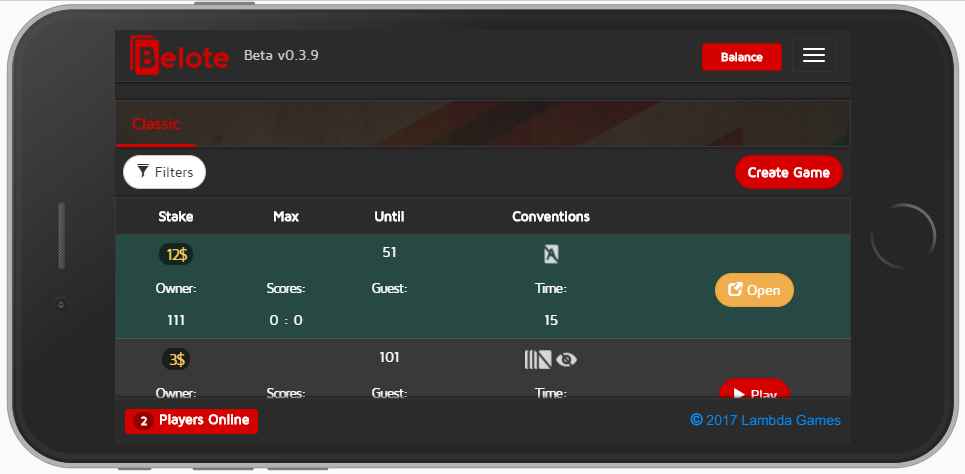 Belote Beta v0.3.9 Balance
Classic
Filters Create Game
Stake Max Until Conventions
12$ 51 A
Owner: Scores: Guest: Time: Open
111 0 : 0 15
3$ 101
Owner: Scores: Guest: Time: Play
2 Players Online © 2017 Lambda Games